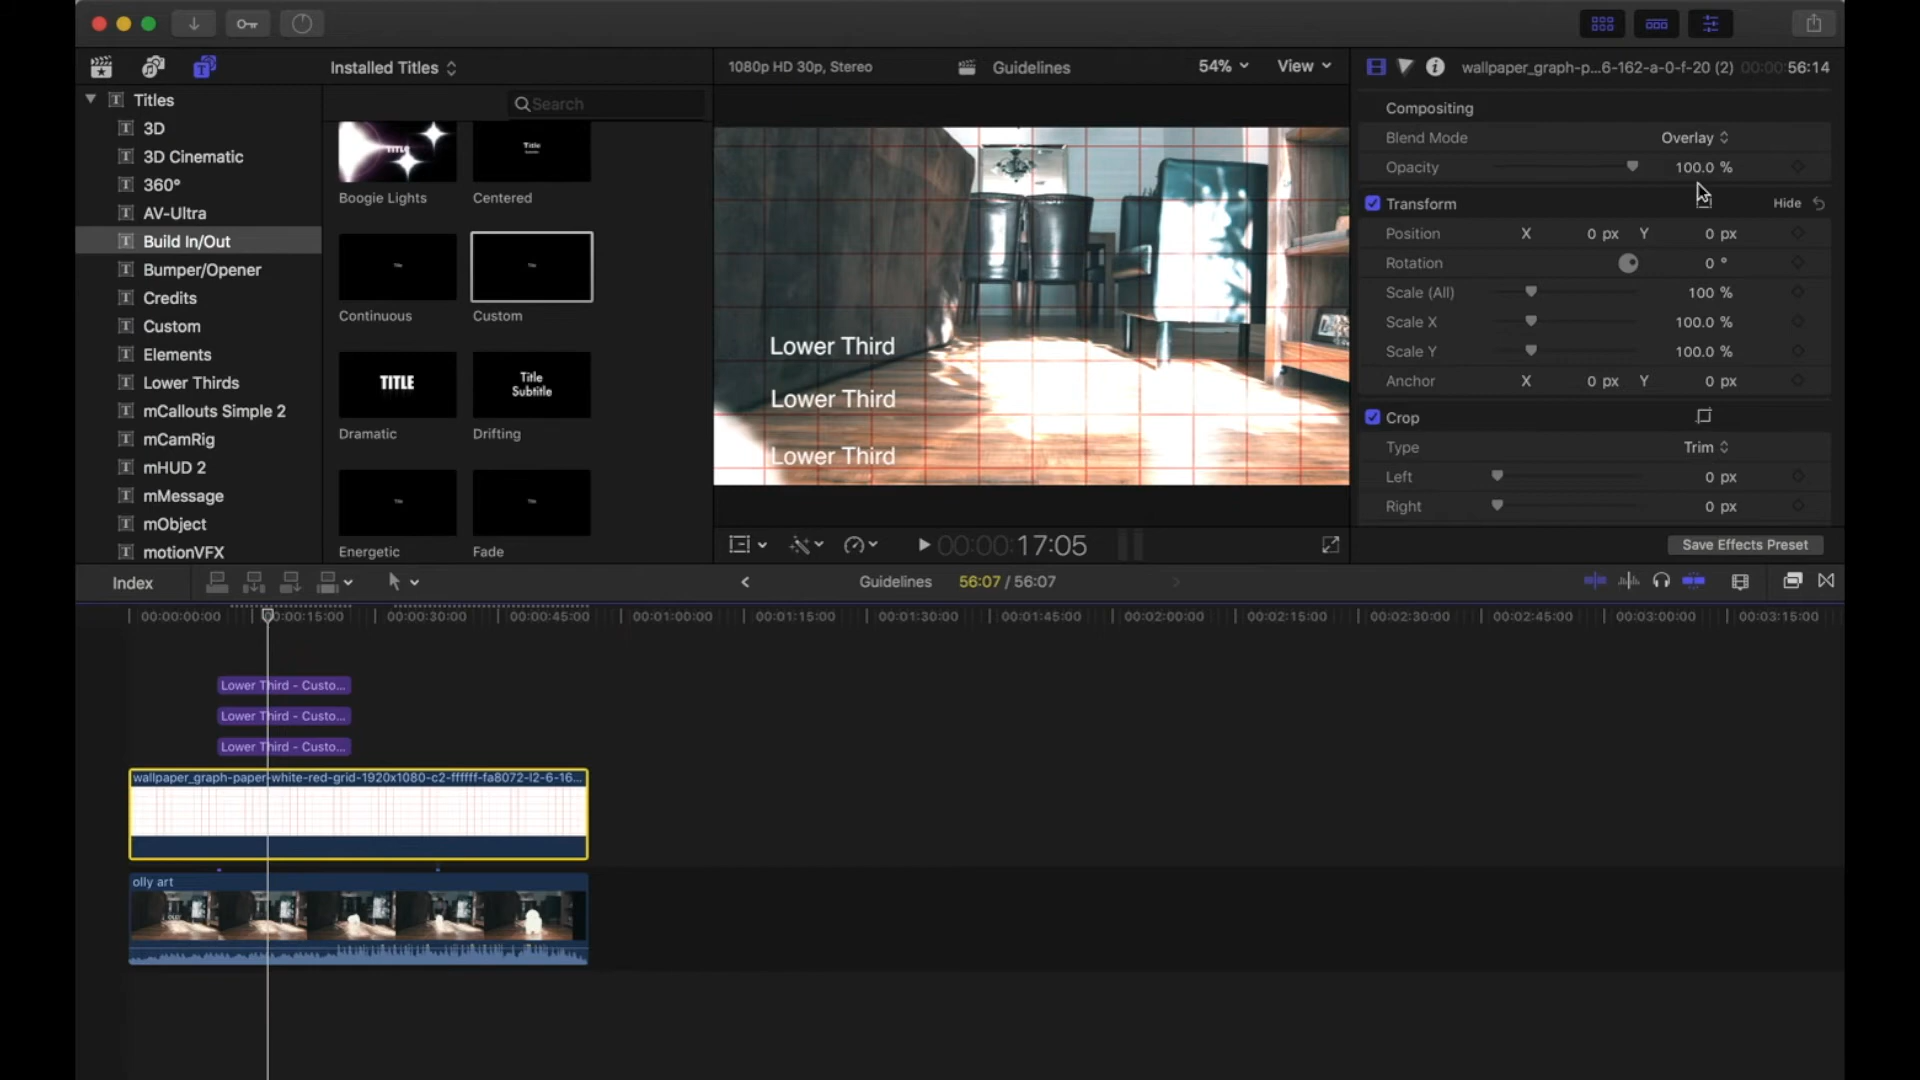 Installed Titles
1080p HD 30p, Stereo
Guidelines
54%
View
wallpaper_graph-p...6-162-a-0-f-20 (2)
00:00:56:14
Titles
3D
3D Cinematic
360°
AV-Ultra
Build In/Out
Bumper/Opener
Credits
Custom
Elements
Lower Thirds
mCallouts Simple 2
mCamRig
mHUD 2
mMessage
mObject
motionVFX
Search
TITLE
Title
Boogie Lights
Centered
Title
Title
Continuous
Custom
TITLE
Title
Subtitle
Dramatic
Drifting
Title
Title
Energetic
Fade
Lower Third
Lower Third
Lower Third
00:00:17:05
Compositing
Blend Mode
Overlay
Opacity
100.0 %
Transform
Hide
Position X 0 px Y 0 px
Rotation 0 °
Scale (All) 100 %
Scale X 100.0 %
Scale Y 100.0 %
Anchor X 0 px Y 0 px
Crop
Type Trim
Left 0 px
Right 0 px
Save Effects Preset
Index
Guidelines
56:07 / 56:07
00:00:00:00
00:00:15:00
00:00:30:00
00:00:45:00
00:01:00:00
00:01:15:00
00:01:30:00
00:01:45:00
00:02:00:00
00:02:15:00
00:02:30:00
00:02:45:00
00:03:00:00
00:03:15:00
Lower Third - Custo...
Lower Third - Custo...
Lower Third - Custo...
wallpaper_graph-paper-white-red-grid-1920x1080-c2-ffffff-fa8072-l2-6-16...
olly art